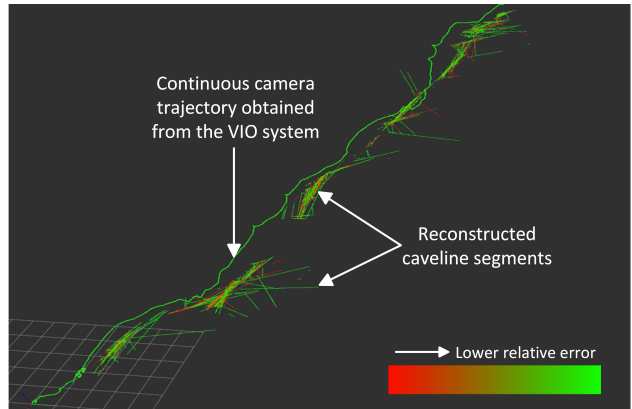 Continuous camera
trajectory obtained
from the VIO system
Reconstructed
caveline segments
Lower relative error